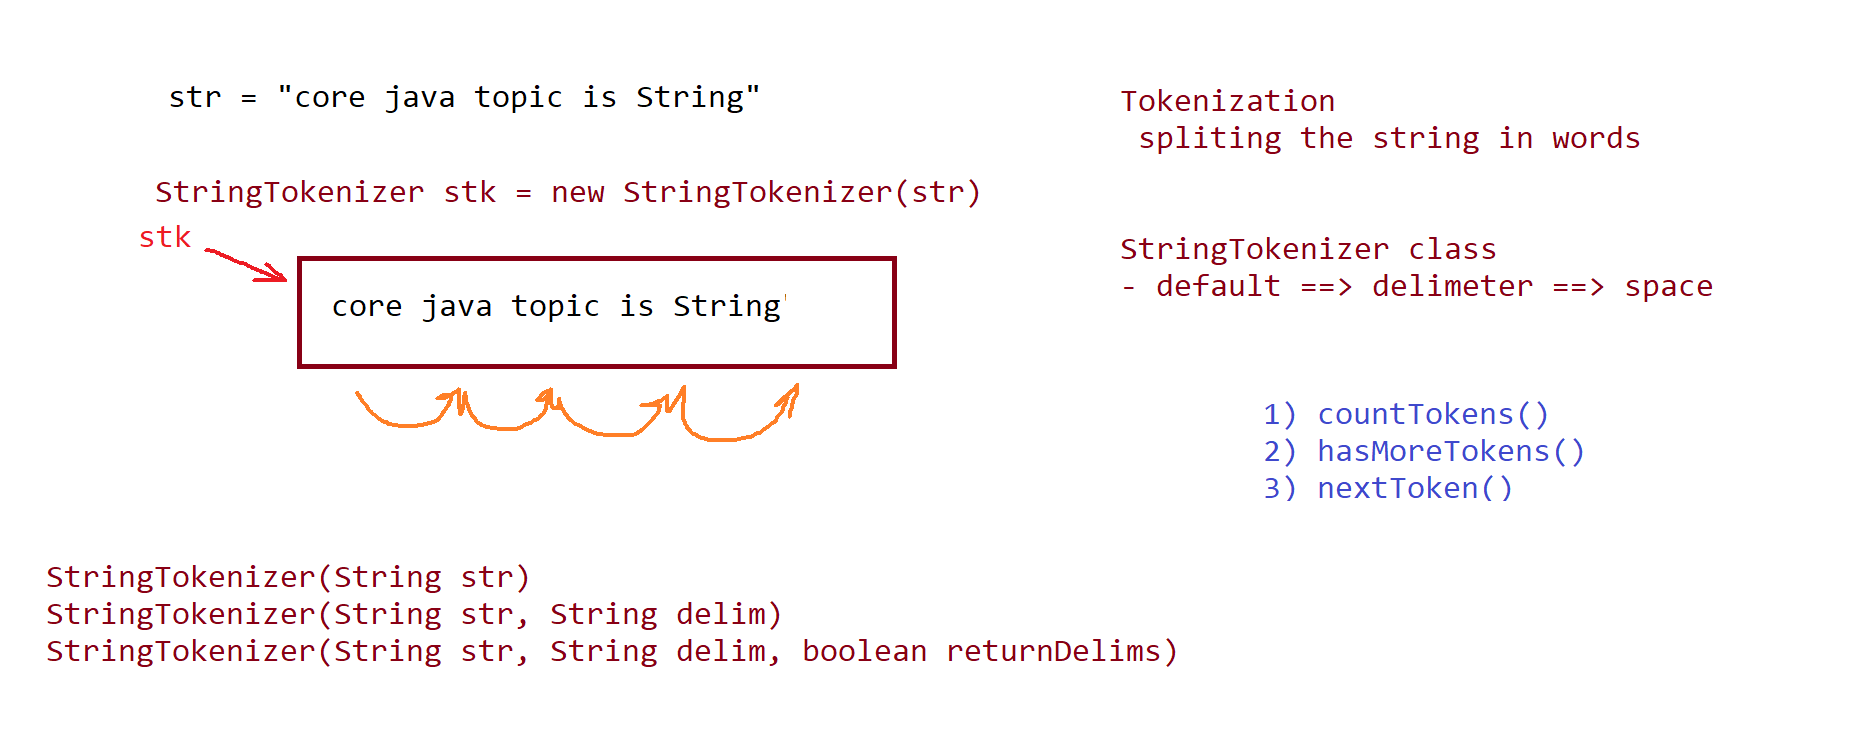 str = "core java topic is String"
StringTokenizer stk = new StringTokenizer(str)
stk
core java topic is String'
Tokenization
spliting the string in words
StringTokenizer class
- default ==> delimeter ==> space
1) countTokens()
2) hasMoreTokens()
3) nextToken()
StringTokenizer(String str)
StringTokenizer(String str, String delim)
StringTokenizer(String str, String delim, boolean returnDelims)